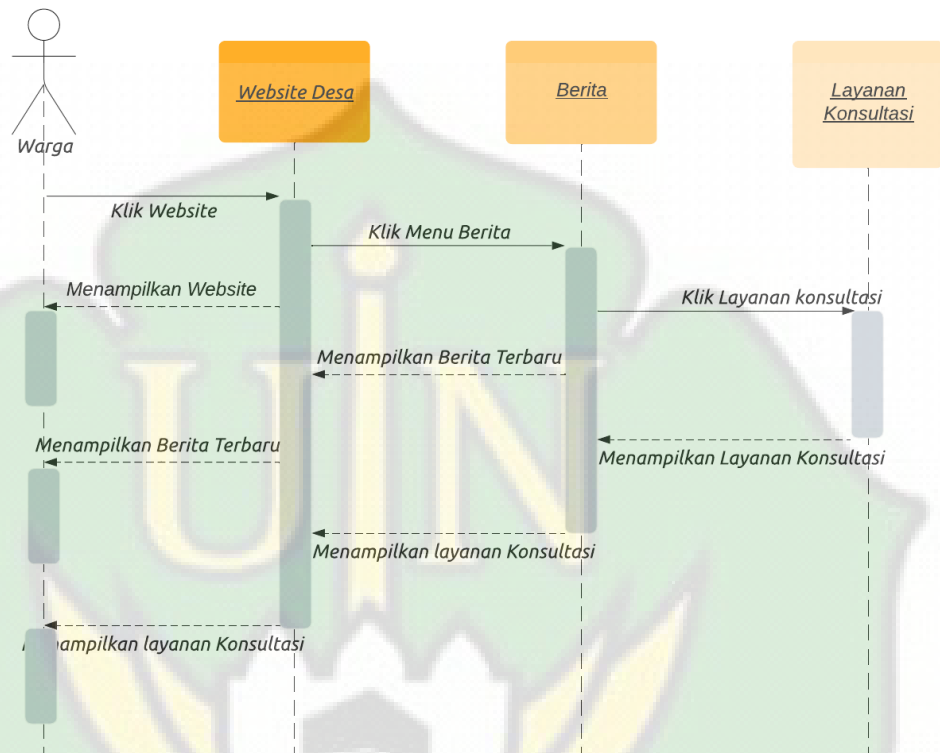 Warga
Website Desa
Berita
Layanan
Konsultasi
Klik Website
Klik Menu Berita
Menampilkan Website
Klik Layanan konsultasi
Menampilkan Berita Terbaru
Menampilkan Berita Terbaru
Menampilkan Layanan Konsultasi
Menampilkan layanan Konsultasi
layanan Konsultasi
UIN